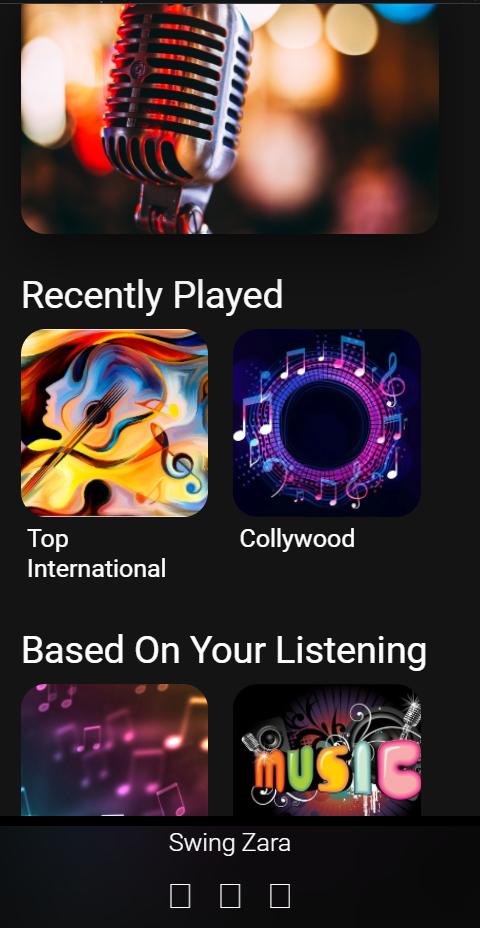 Recently Played
Top
International
Collywood
Based On Your Listening
MUSIC
Swing Zara